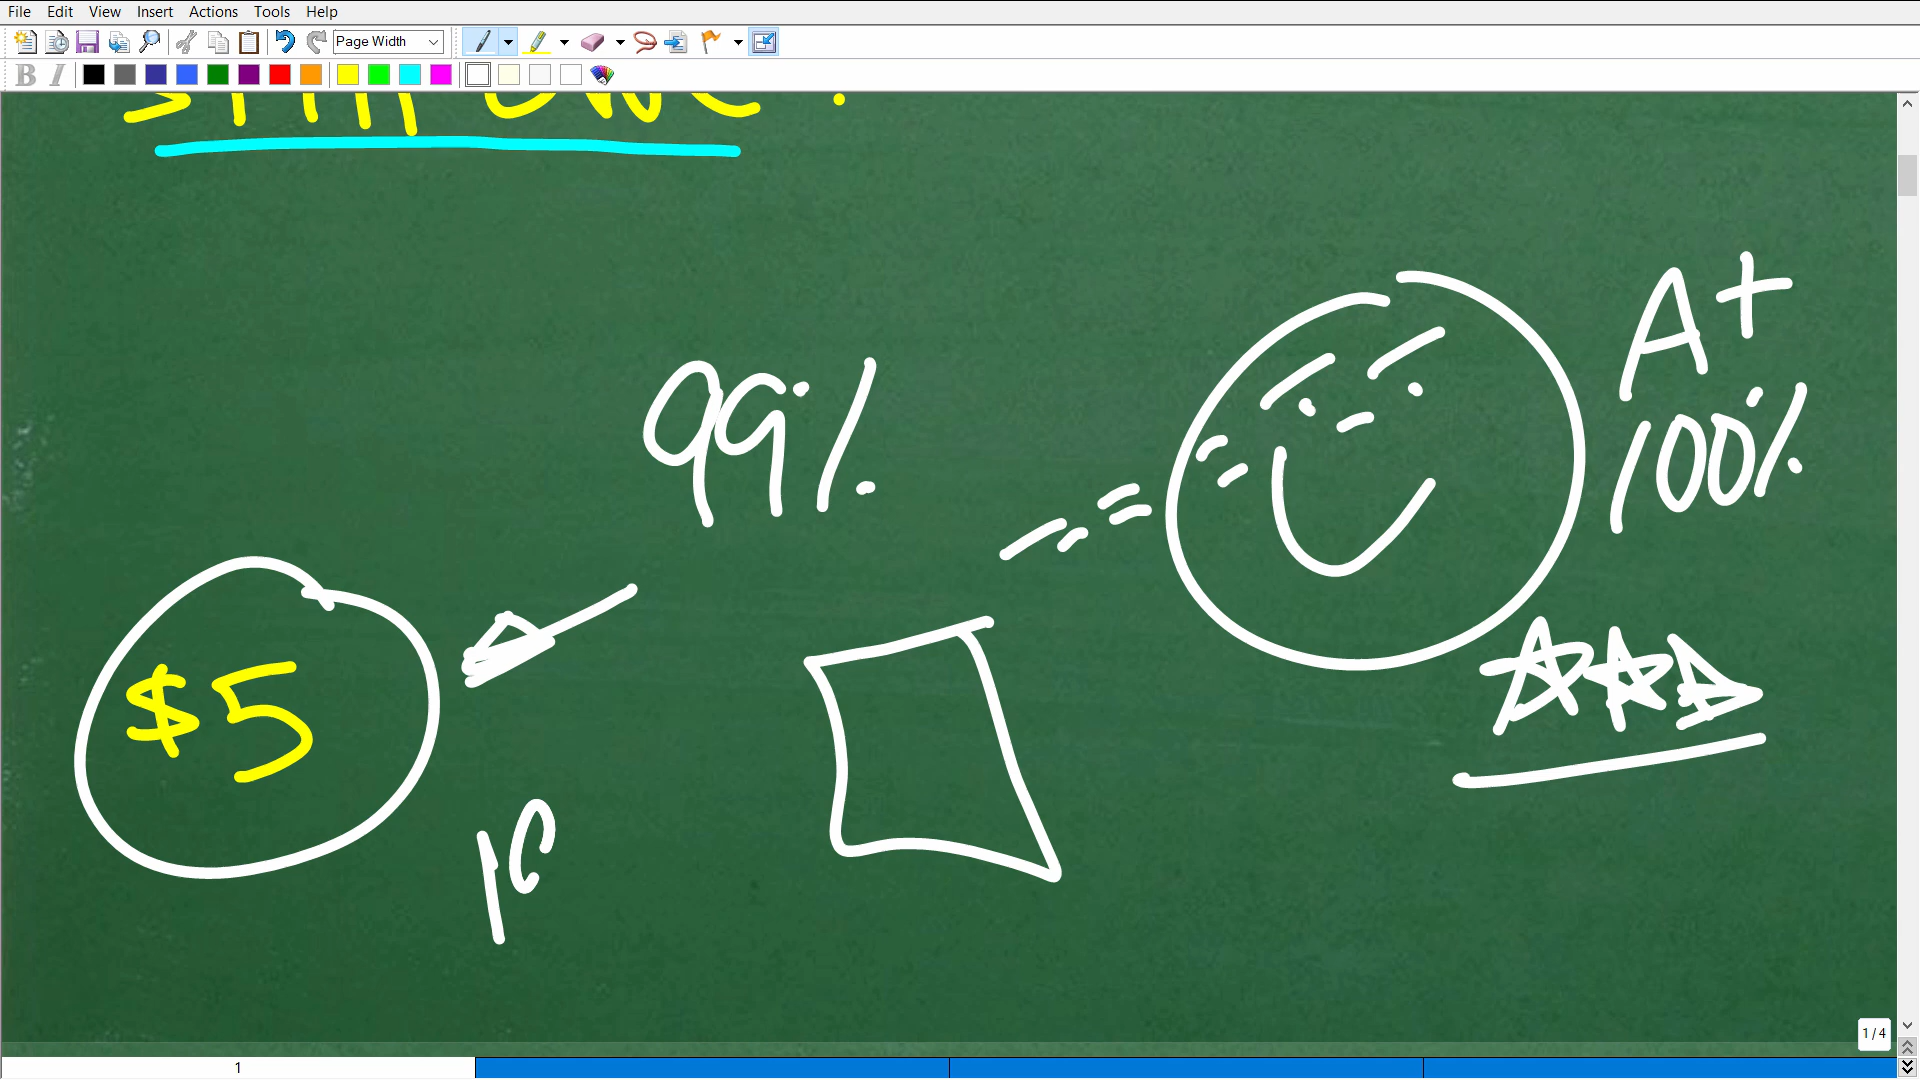 File Edit View Insert Actions Tools Help
Page Width
B I
A+
99%
100%
$5
1/4
1